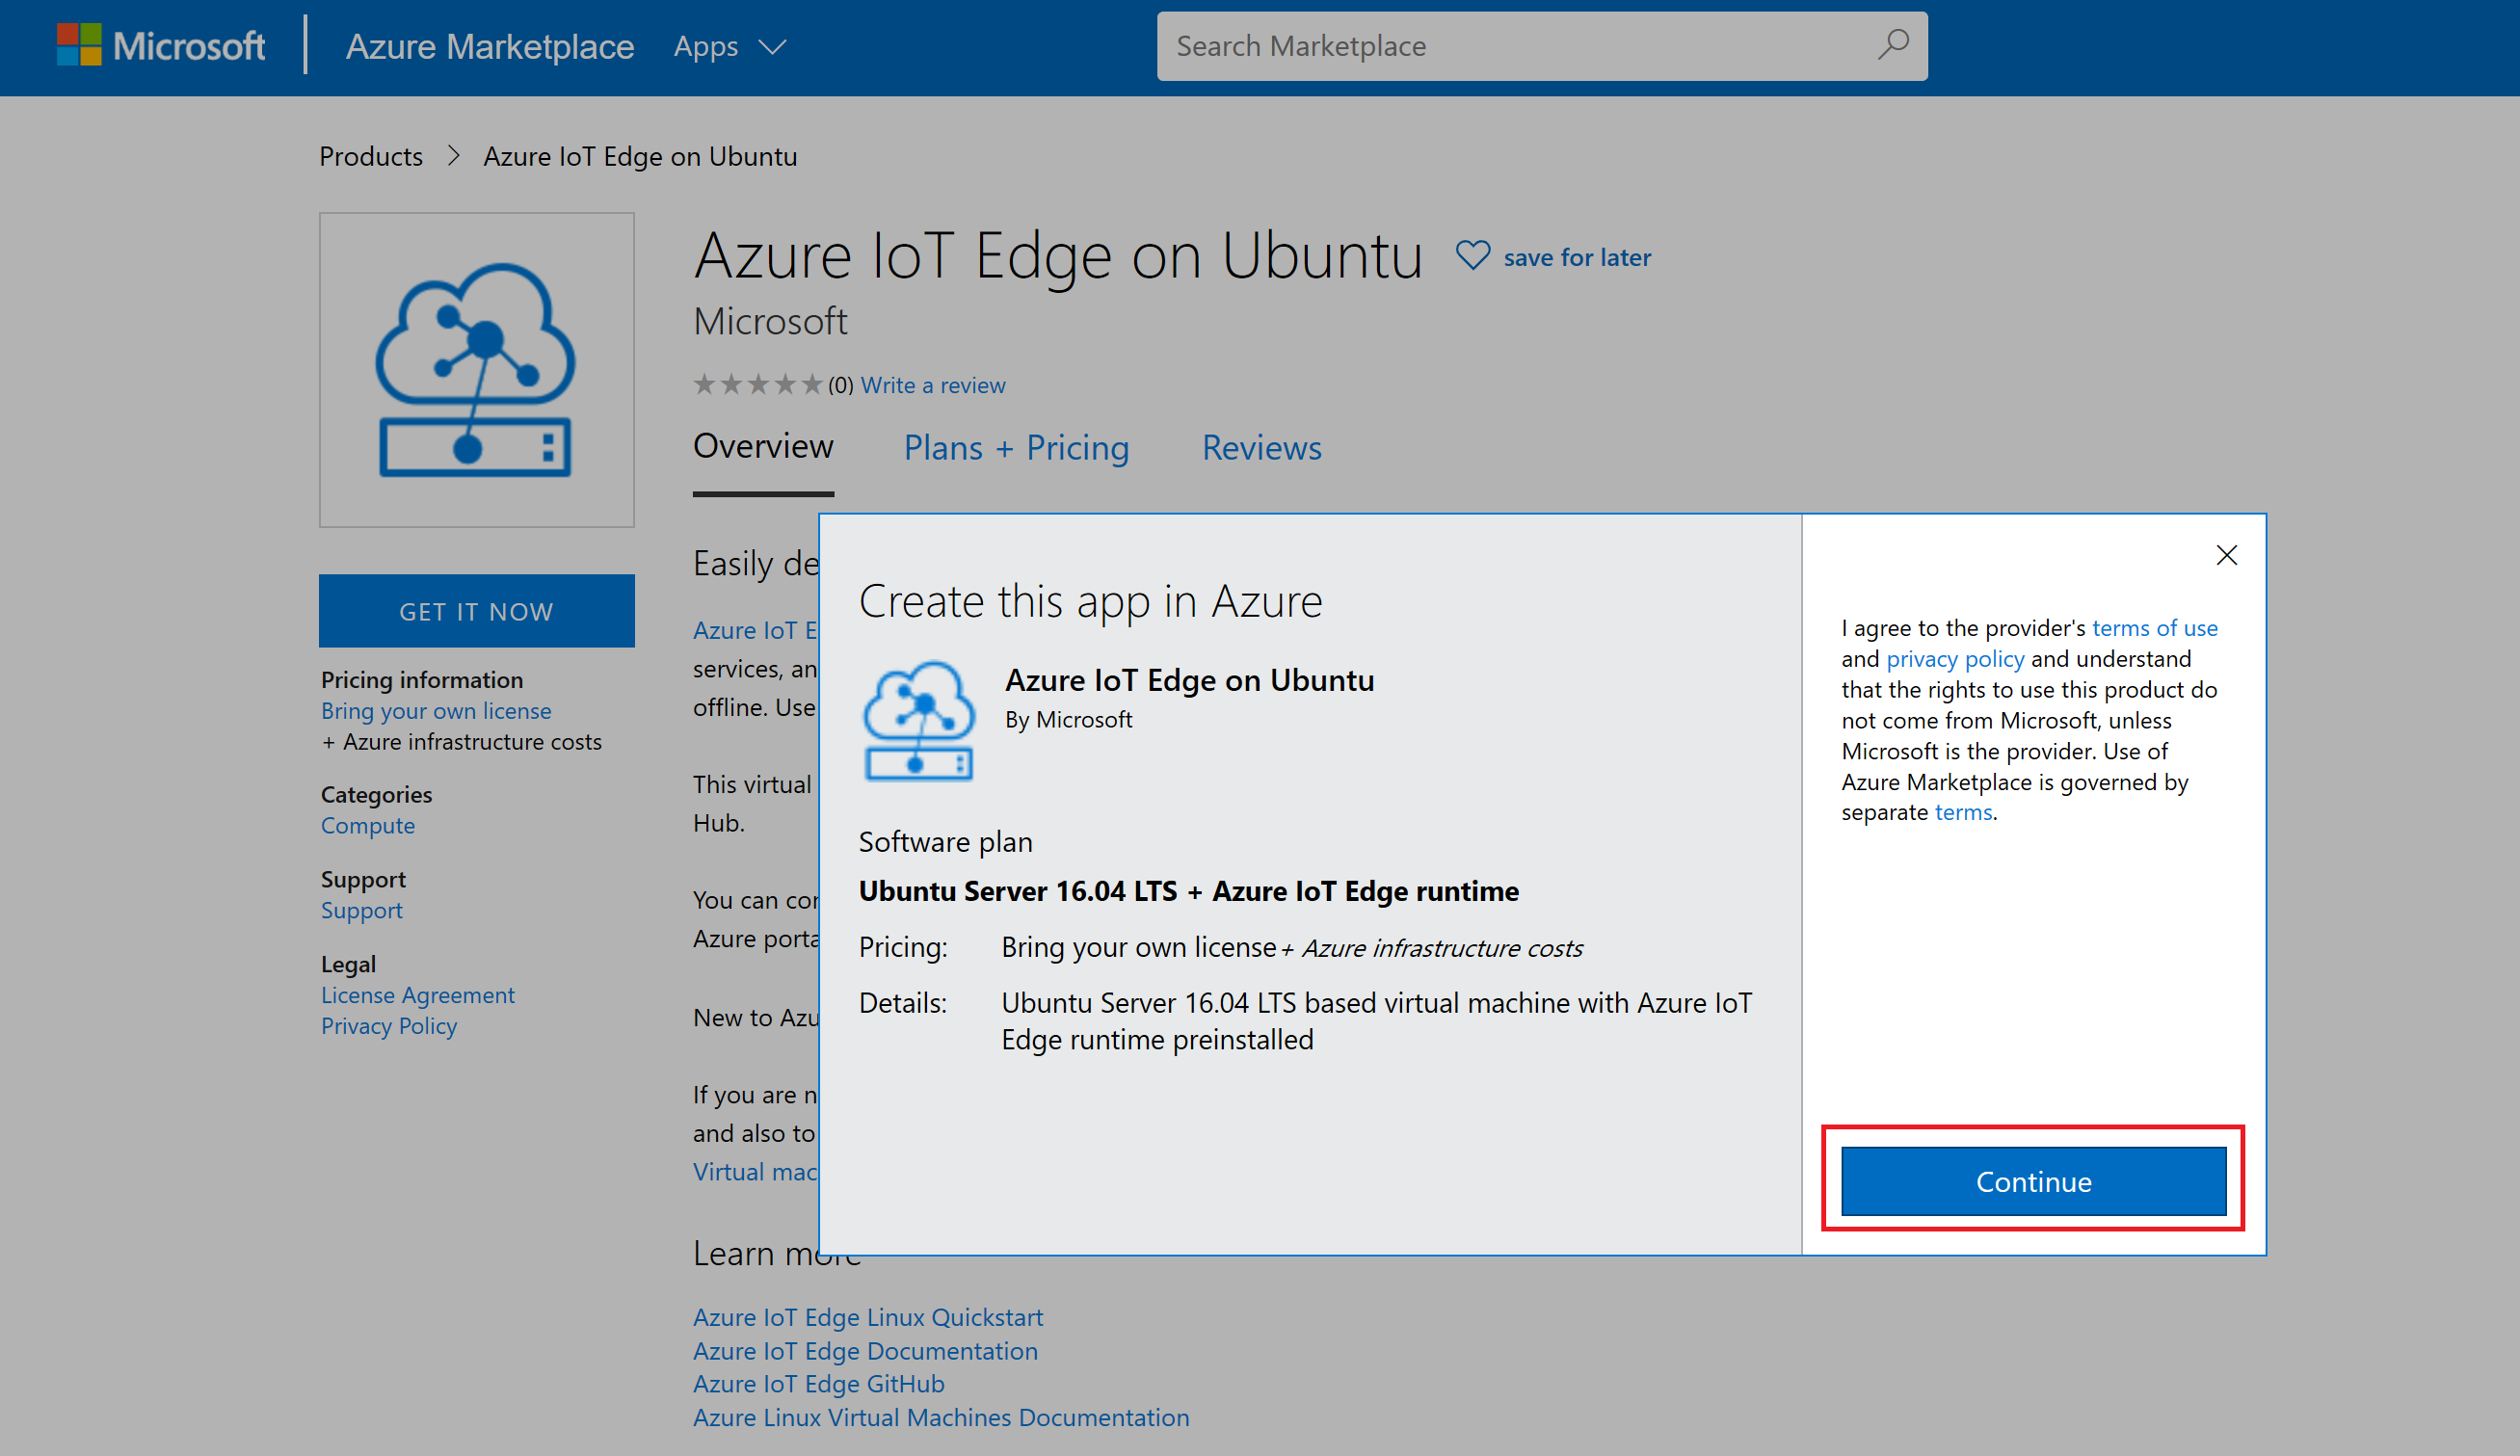 Microsoft
Azure Marketplace
Apps
Search Marketplace
Products > Azure IoT Edge on Ubuntu
Azure IoT Edge on Ubuntu
save for later
Microsoft
(0) Write a review
Overview
Plans + Pricing
Reviews
GET IT NOW
Pricing information
Bring your own license
+ Azure infrastructure costs
Categories
Compute
Support
Support
Legal
License Agreement
Privacy Policy
Easily de
Azure IoT E
services, an
offline. Use
This virtual
Hub.
You can cor
Azure porta
New to Azu
If you are n
and also to
Virtual mac
Learn more
Azure IoT Edge Linux Quickstart
Azure IoT Edge Documentation
Azure IoT Edge GitHub
Azure Linux Virtual Machines Documentation
Create this app in Azure
Azure IoT Edge on Ubuntu
By Microsoft
Software plan
Ubuntu Server 16.04 LTS + Azure IoT Edge runtime
Pricing: Bring your own license + Azure infrastructure costs
Details: Ubuntu Server 16.04 LTS based virtual machine with Azure IoT
Edge runtime preinstalled
I agree to the provider's terms of use
and privacy policy and understand
that the rights to use this product do
not come from Microsoft, unless
Microsoft is the provider. Use of
Azure Marketplace is governed by
separate terms.
Continue